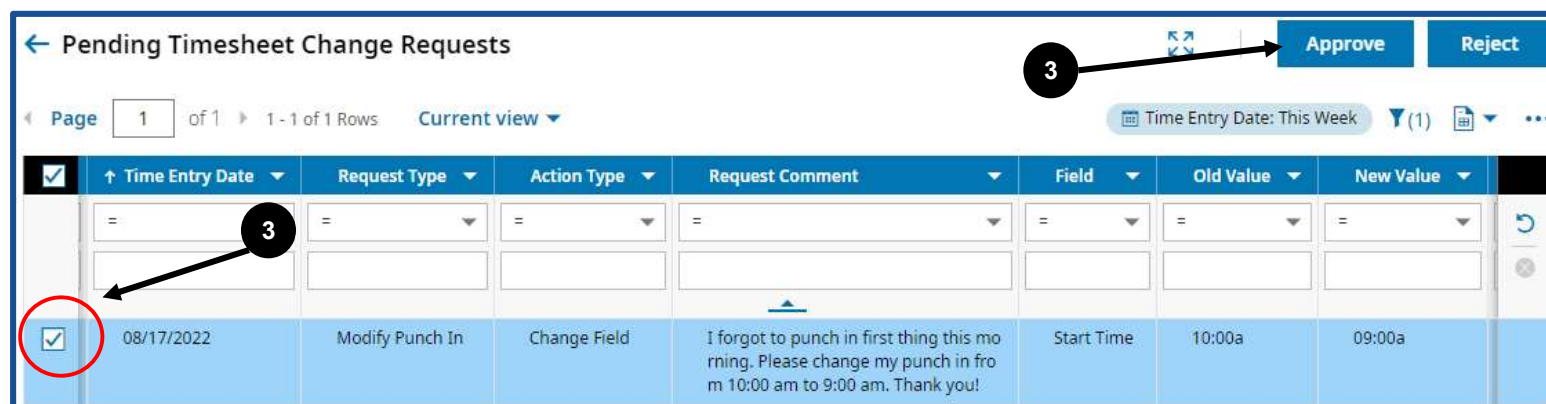 ← Pending Timesheet Change Requests
Approve Reject
3
Page 1 of 1 1 - 1 of 1 Rows Current view
Time Entry Date: This Week (1)
↑ Time Entry Date Request Type Action Type Request Comment Field Old Value New Value
= = = = = = =
3
08/17/2022 Modify Punch In Change Field I forgot to punch in first thing this mo Start Time 10:00a 09:00a
rning. Please change my punch in fro
m 10:00 am to 9:00 am. Thank you!